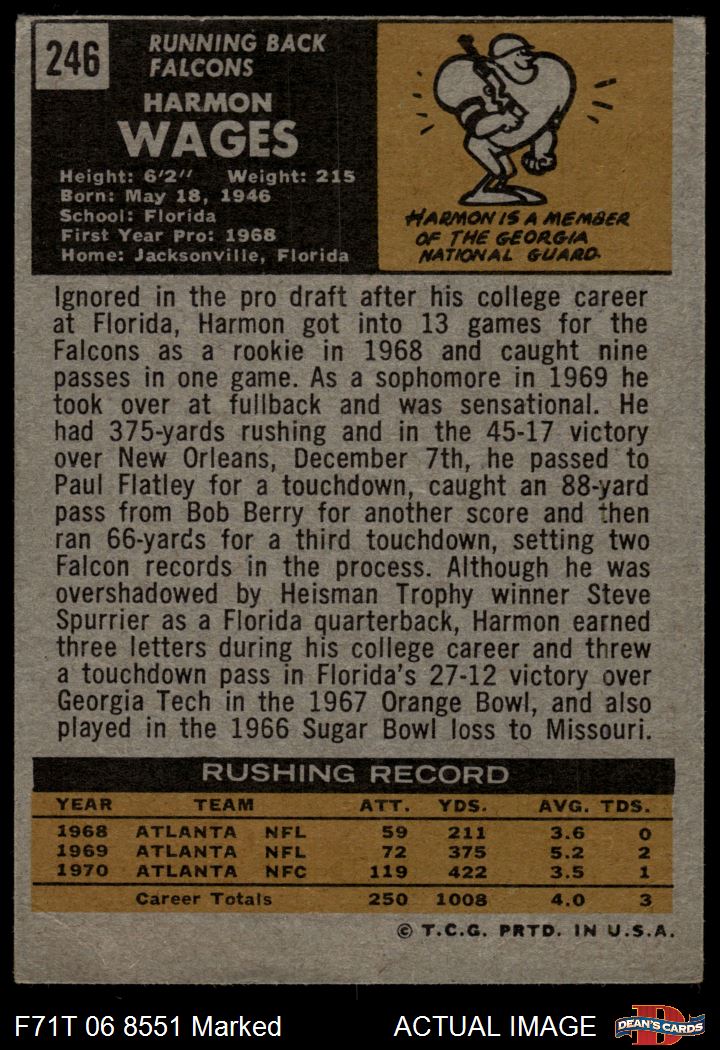 246
RUNNING BACK
FALCONS
HARMON
WAGES
Height: 6'2" Weight: 215
Born: May 18, 1946
School: Florida
First Year Pro: 1968
Home: Jacksonville, Florida
HARMON IS A MEMBER
OF THE GEORGIA
NATIONAL GUARD.
Ignored in the pro draft after his college career
at Florida, Harmon got into 13 games for the
Falcons as a rookie in 1968 and caught nine
passes in one game. As a sophomore in 1969 he
took over at fullback and was sensational. He
had 375-yards rushing and in the 45-17 victory
over New Orleans, December 7th, he passed to
Paul Flatley for a touchdown, caught an 88-yard
pass from Bob Berry for another score and then
ran 66-yards for a third touchdown, setting two
Falcon records in the process. Although he was
overshadowed by Heisman Trophy winner Steve
Spurrier as a Florida quarterback, Harmon earned
three letters during his college career and threw
a touchdown pass in Florida's 27-12 victory over
Georgia Tech in the 1967 Orange Bowl, and also
played in the 1966 Sugar Bowl loss to Missouri.
RUSHING RECORD
YEAR TEAM ATT. YDS. AVG. TDS.
1968 ATLANTA NFL 59 211 3.6 0
1969 ATLANTA NFL 72 375 5.2 2
1970 ATLANTA NFC 119 422 3.5 1
Career Totals 250 1008 4.0 3
© T.C.G. PRTD. IN U.S.A.
F71T 06 8551 Marked ACTUAL IMAGE
D
DEAN'S CARDS